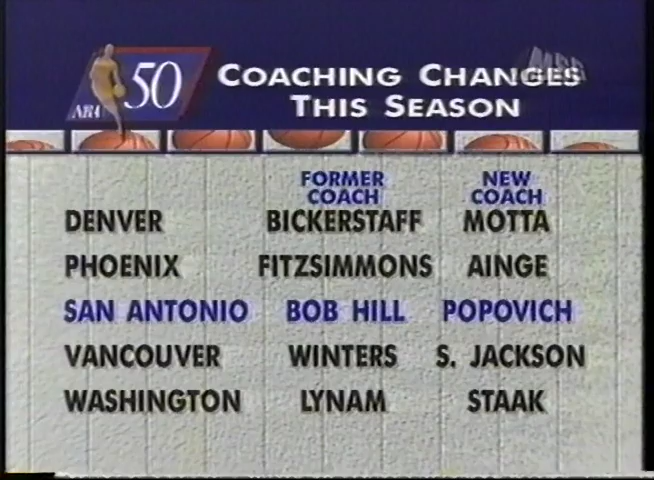 NBA 50
COACHING CHANGES
THIS SEASON
FORMER COACH NEW COACH
DENVER BICKERSTAFF MOTTA
PHOENIX FITZSIMMONS AINGE
SAN ANTONIO BOB HILL POPOVICH
VANCOUVER WINTERS S. JACKSON
WASHINGTON LYNAM STAAK